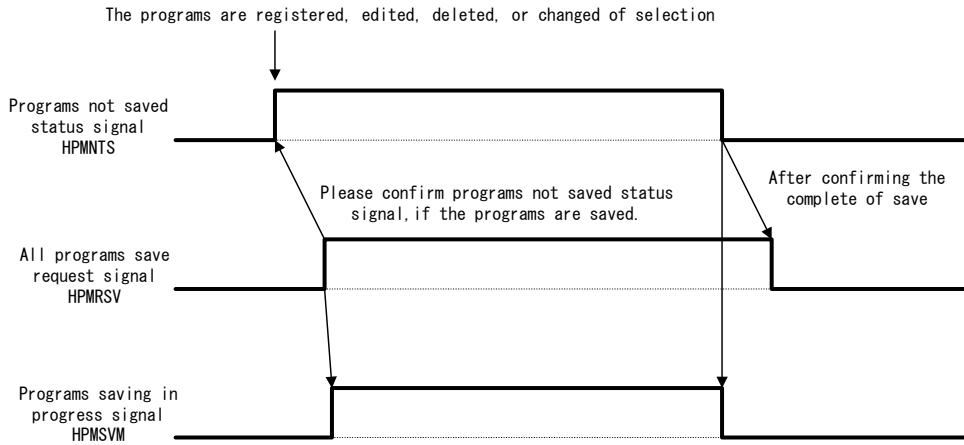 The programs are registered, edited, deleted, or changed of selection
Programs not saved
status signal
HPMNTS
Please confirm programs not saved status
signal, if the programs are saved.
After confirming the
complete of save
All programs save
request signal
HPMRSV
Programs saving in
progress signal
HPMSVM